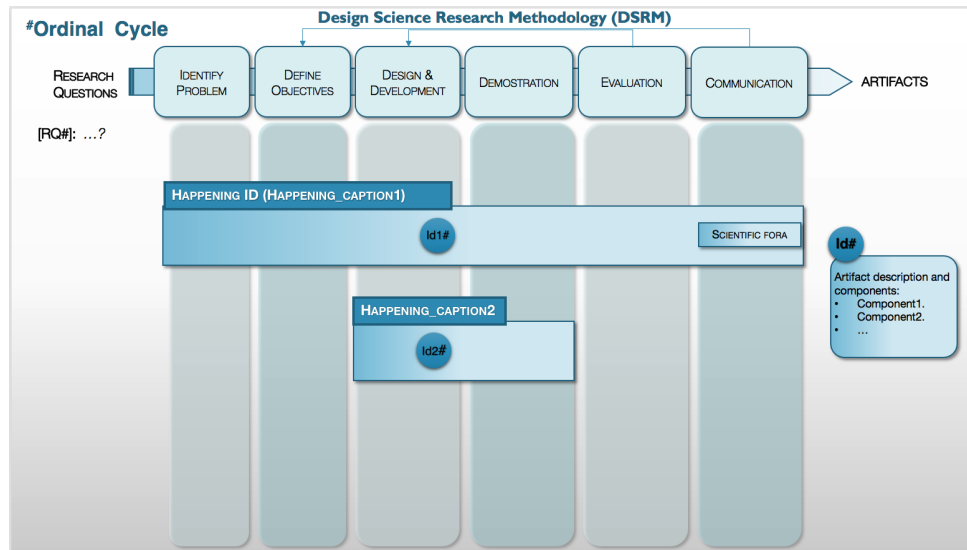 Design Science Research Methodology (DSRM)
#Ordinal Cycle
RESEARCH
QUESTIONS
IDENTIFY
PROBLEM
DEFINE
OBJECTIVES
DESIGN &
DEVELOPMENT
DEMOSTRATION
EVALUATION
COMMUNICATION
ARTIFACTS
[RQ#]: ...?
HAPPENING ID (HAPPENING_CAPTION1)
Id1#
SCIENTIFIC FORA
Id#
Artifact description and
components:
• Component1.
• Component2.
• ...
HAPPENING_CAPTION2
Id2#